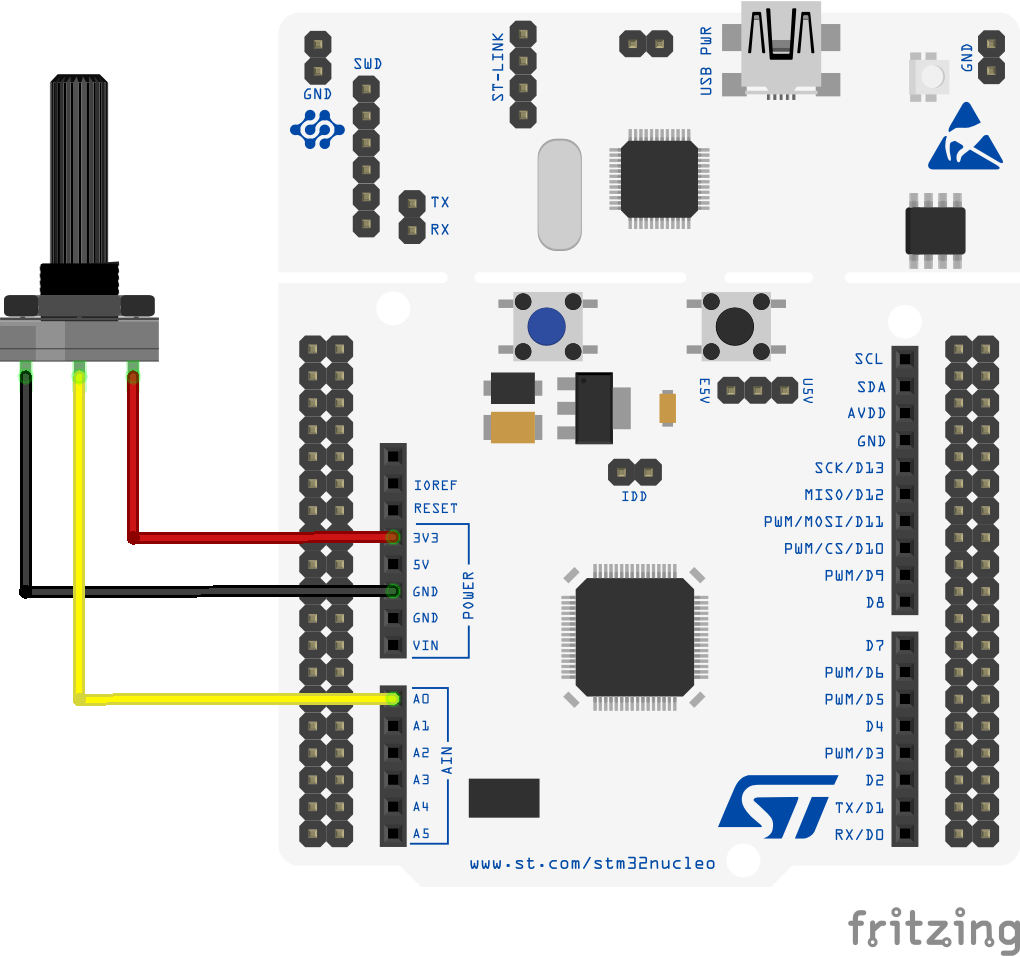 SWD
GND
TX
RX
ST-LINK
USB PWR
GND
E5V
U5V
IDD
IOREF
RESET
3V3
5V
GND
GND
VIN
POWER
A0
A1
A2
A3
A4
A5
AIN
SCL
SDA
AVDD
GND
SCK/D13
MISO/D12
PWM/MOSI/D11
PWM/CS/D10
PWM/D9
D8
D7
PWM/D6
PWM/D5
D4
PWM/D3
D2
TX/D1
RX/D0
ST
www.st.com/stm32nucleo
fritzing